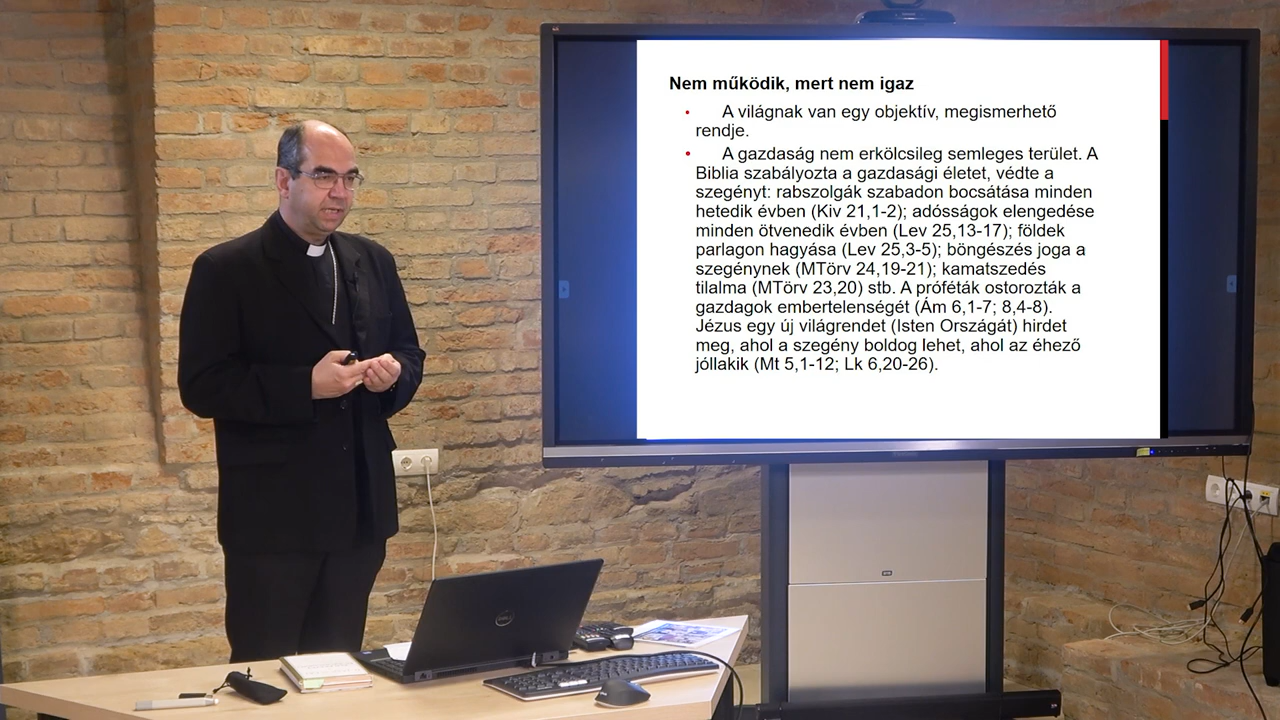 Nem működik, mert nem igaz
• A világnak van egy objektív, megismerhető
rendje.
• A gazdaság nem erkölcsileg semleges terület. A
Biblia szabályozta a gazdasági életet, védte a
szegényt: rabszolgák szabadon bocsátása minden
hetedik évben (Kiv 21,1-2); adósságok elengedése
minden ötvenedik évben (Lev 25,13-17); földek
parlagon hagyása (Lev 25,3-5); böngészés joga a
szegénynek (MTörv 24,19-21); kamatszedés
tilalma (MTörv 23,20) stb. A próféták ostorozták a
gazdagok embertelenségét (Ám 6,1-7; 8,4-8).
Jézus egy új világrendet (Isten Országát) hirdet
meg, ahol a szegény boldog lehet, ahol az éhező
jóllakik (Mt 5,1-12; Lk 6,20-26).
DELL